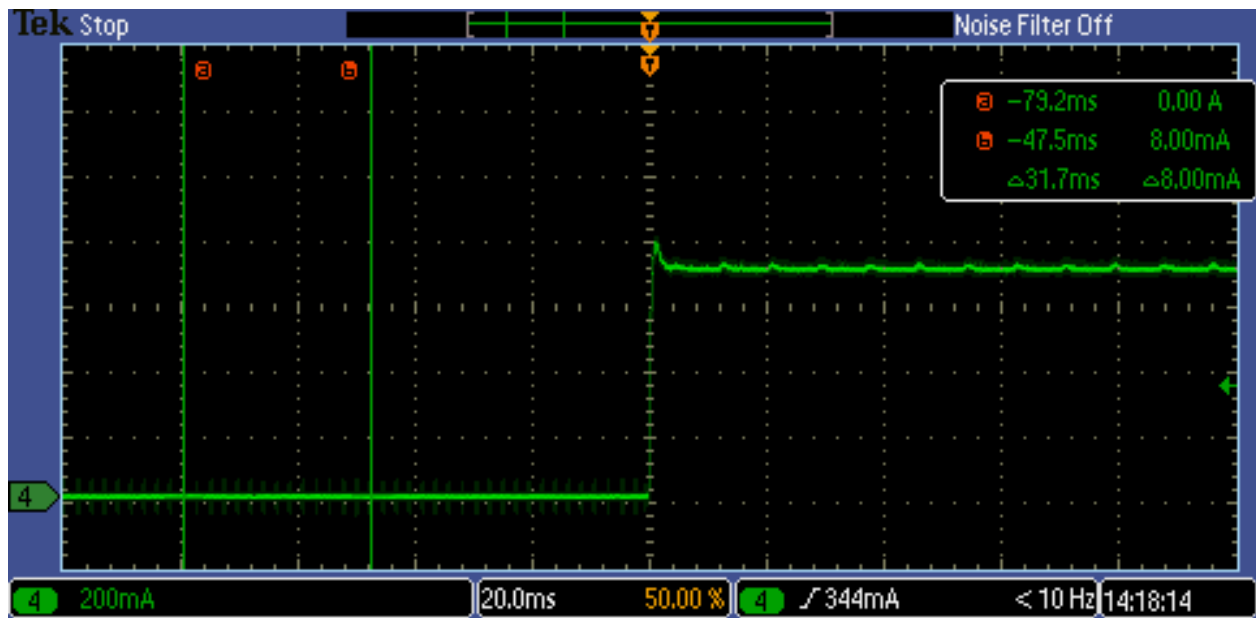 Tek Stop Noise Filter Off
T
T
a b
a -79.2ms 0.00 A
b -47.5ms 8.00mA
△31.7ms △8.00mA
4
4 200mA 20.0ms 50.00 % 4 344mA < 10 Hz 14:18:14